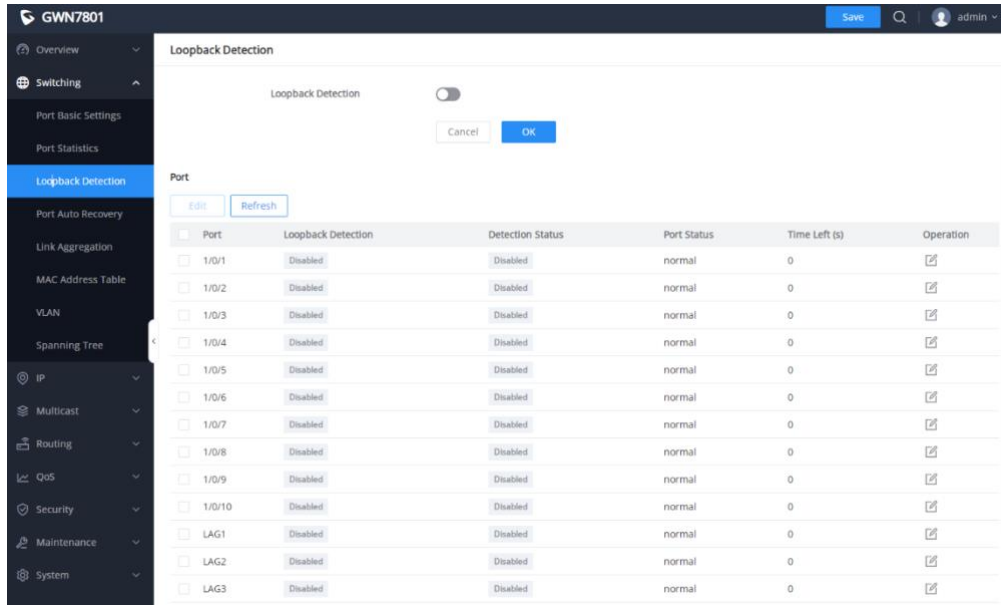 GWN7801
Save
admin
Overview
Switching
Port Basic Settings
Port Statistics
Loopback Detection
Port Auto Recovery
Link Aggregation
MAC Address Table
VLAN
Spanning Tree
IP
Multicast
Routing
QoS
Security
Maintenance
System
Loopback Detection
Loopback Detection
Cancel OK
Port
Edit Refresh
Port Loopback Detection Detection Status Port Status Time Left (s) Operation
1/0/1 Disabled Disabled normal 0
1/0/2 Disabled Disabled normal 0
1/0/3 Disabled Disabled normal 0
1/0/4 Disabled Disabled normal 0
1/0/5 Disabled Disabled normal 0
1/0/6 Disabled Disabled normal 0
1/0/7 Disabled Disabled normal 0
1/0/8 Disabled Disabled normal 0
1/0/9 Disabled Disabled normal 0
1/0/10 Disabled Disabled normal 0
LAG1 Disabled Disabled normal 0
LAG2 Disabled Disabled normal 0
LAG3 Disabled Disabled normal 0